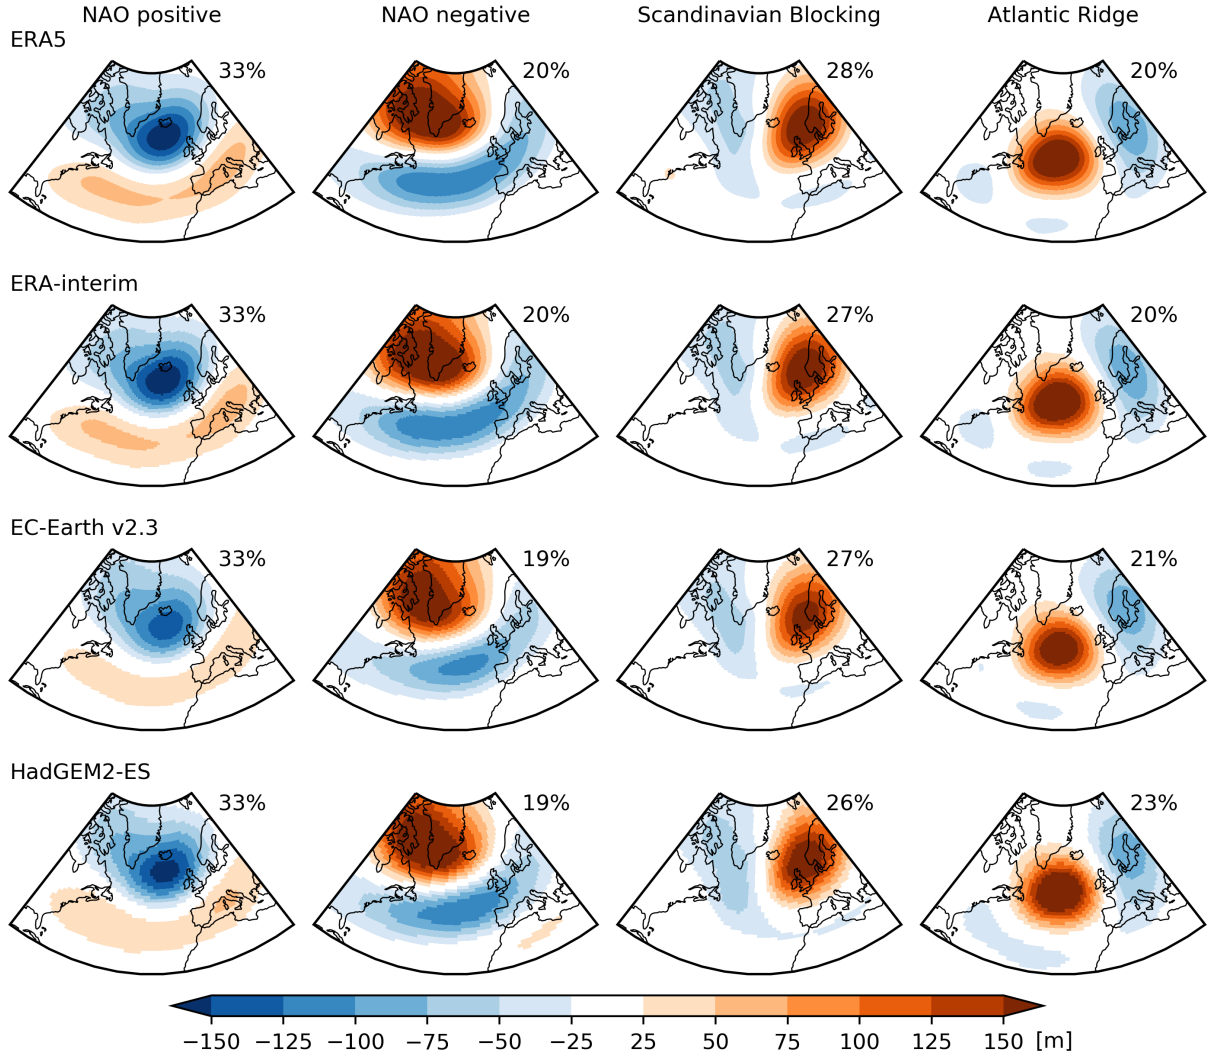 NAO positive NAO negative Scandinavian Blocking Atlantic Ridge
ERA5
33% 20% 28% 20%
ERA-interim
33% 20% 27% 20%
EC-Earth v2.3
33% 19% 27% 21%
HadGEM2-ES
33% 19% 26% 23%
−150 −125 −100 −75 −50 −25 25 50 75 100 125 150 [m]